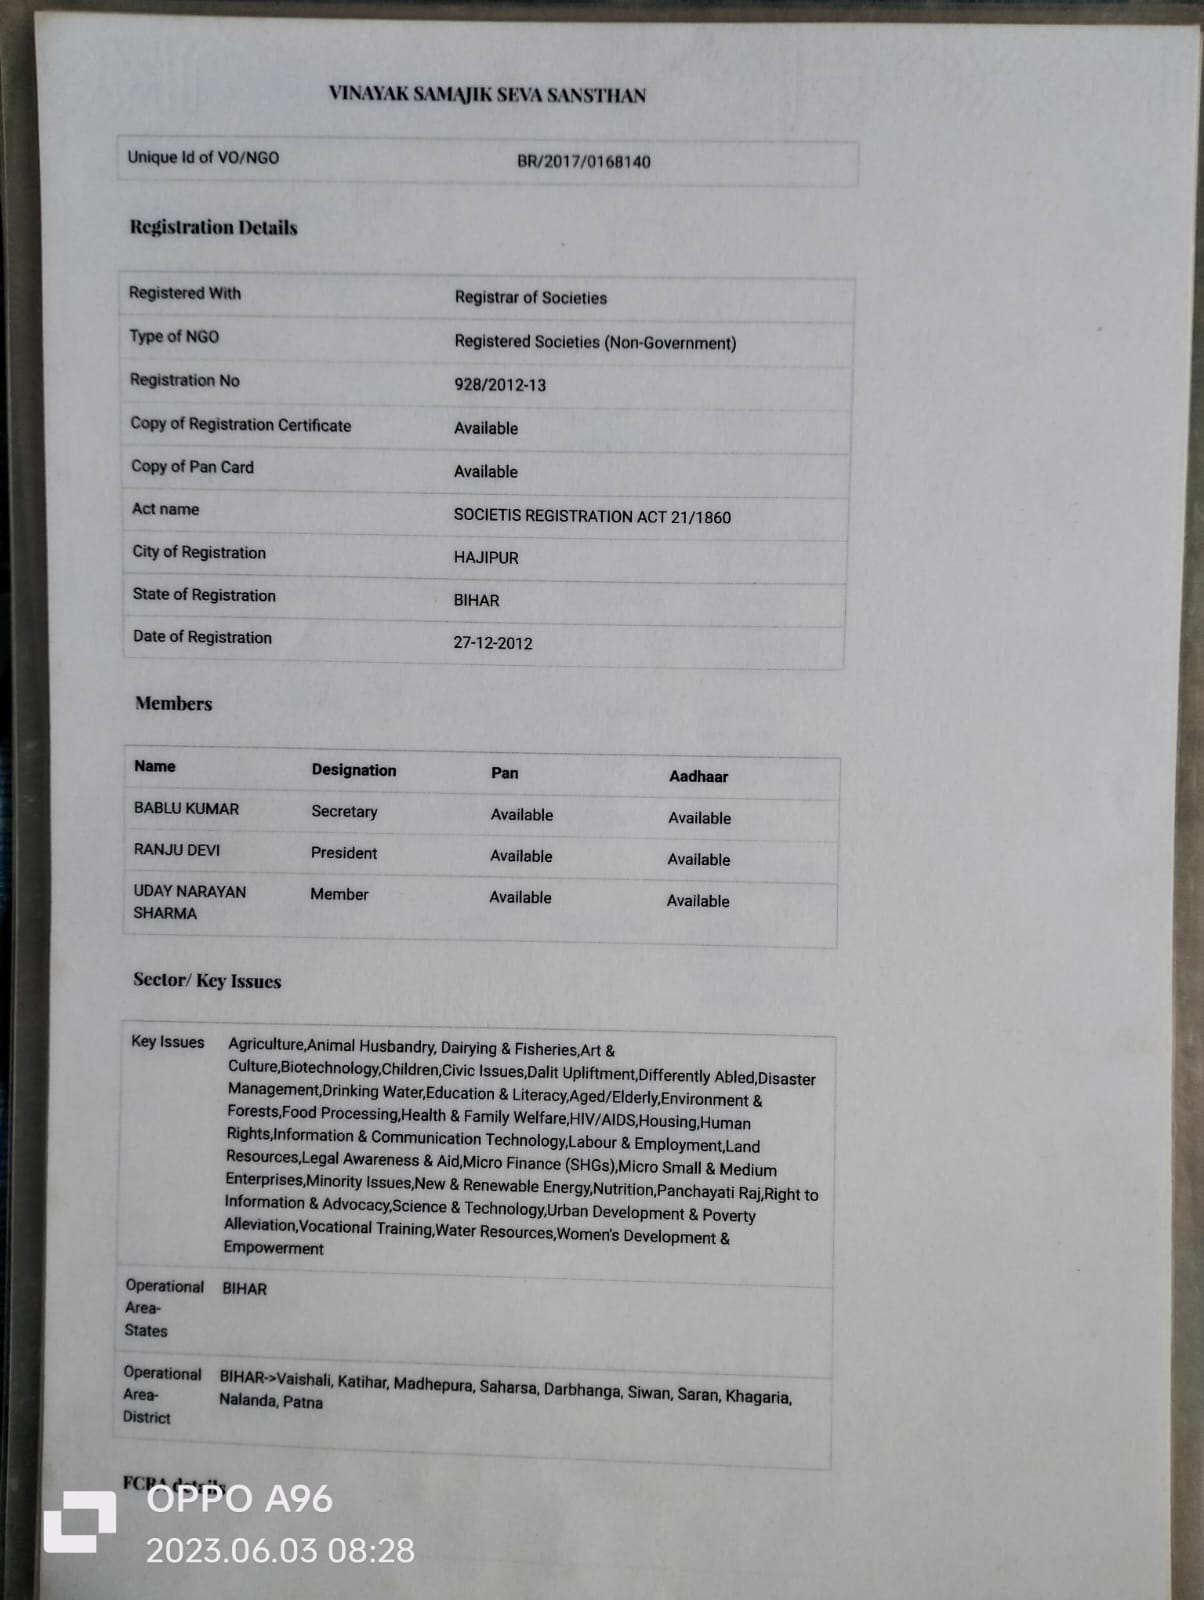 VINAYAK SAMAJIK SEVA SANSTHAN
Unique Id of VO/NGO BR/2017/0168140
Registration Details
Registered With Registrar of Societies
Type of NGO Registered Societies (Non-Government)
Registration No 928/2012-13
Copy of Registration Certificate Available
Copy of Pan Card Available
Act name SOCIETIS REGISTRATION ACT 21/1860
City of Registration HAJIPUR
State of Registration BIHAR
Date of Registration 27-12-2012
Members
Name Designation Pan Aadhaar
BABLU KUMAR Secretary Available Available
RANJU DEVI President Available Available
UDAY NARAYAN Member Available Available
SHARMA
Sector/ Key Issues
Key Issues Agriculture,Animal Husbandry, Dairying & Fisheries,Art &
Culture,Biotechnology,Children,Civic Issues,Dalit Upliftment,Differently Abled,Disaster
Management,Drinking Water,Education & Literacy,Aged/Elderly,Environment &
Forests,Food Processing,Health & Family Welfare,HIV/AIDS,Housing,Human
Rights,Information & Communication Technology,Labour & Employment,Land
Resources,Legal Awareness & Aid,Micro Finance (SHGs),Micro Small & Medium
Enterprises,Minority Issues,New & Renewable Energy,Nutrition,Panchayati Raj,Right to
Information & Advocacy,Science & Technology,Urban Development & Poverty
Alleviation,Vocational Training,Water Resources,Women's Development &
Empowerment
Operational BIHAR
Area-
States
Operational BIHAR->Vaishali, Katihar, Madhepura, Saharsa, Darbhanga, Siwan, Saran, Khagaria,
Area- Nalanda, Patna
District
FCRA details
OPPO A96
2023.06.03 08:28